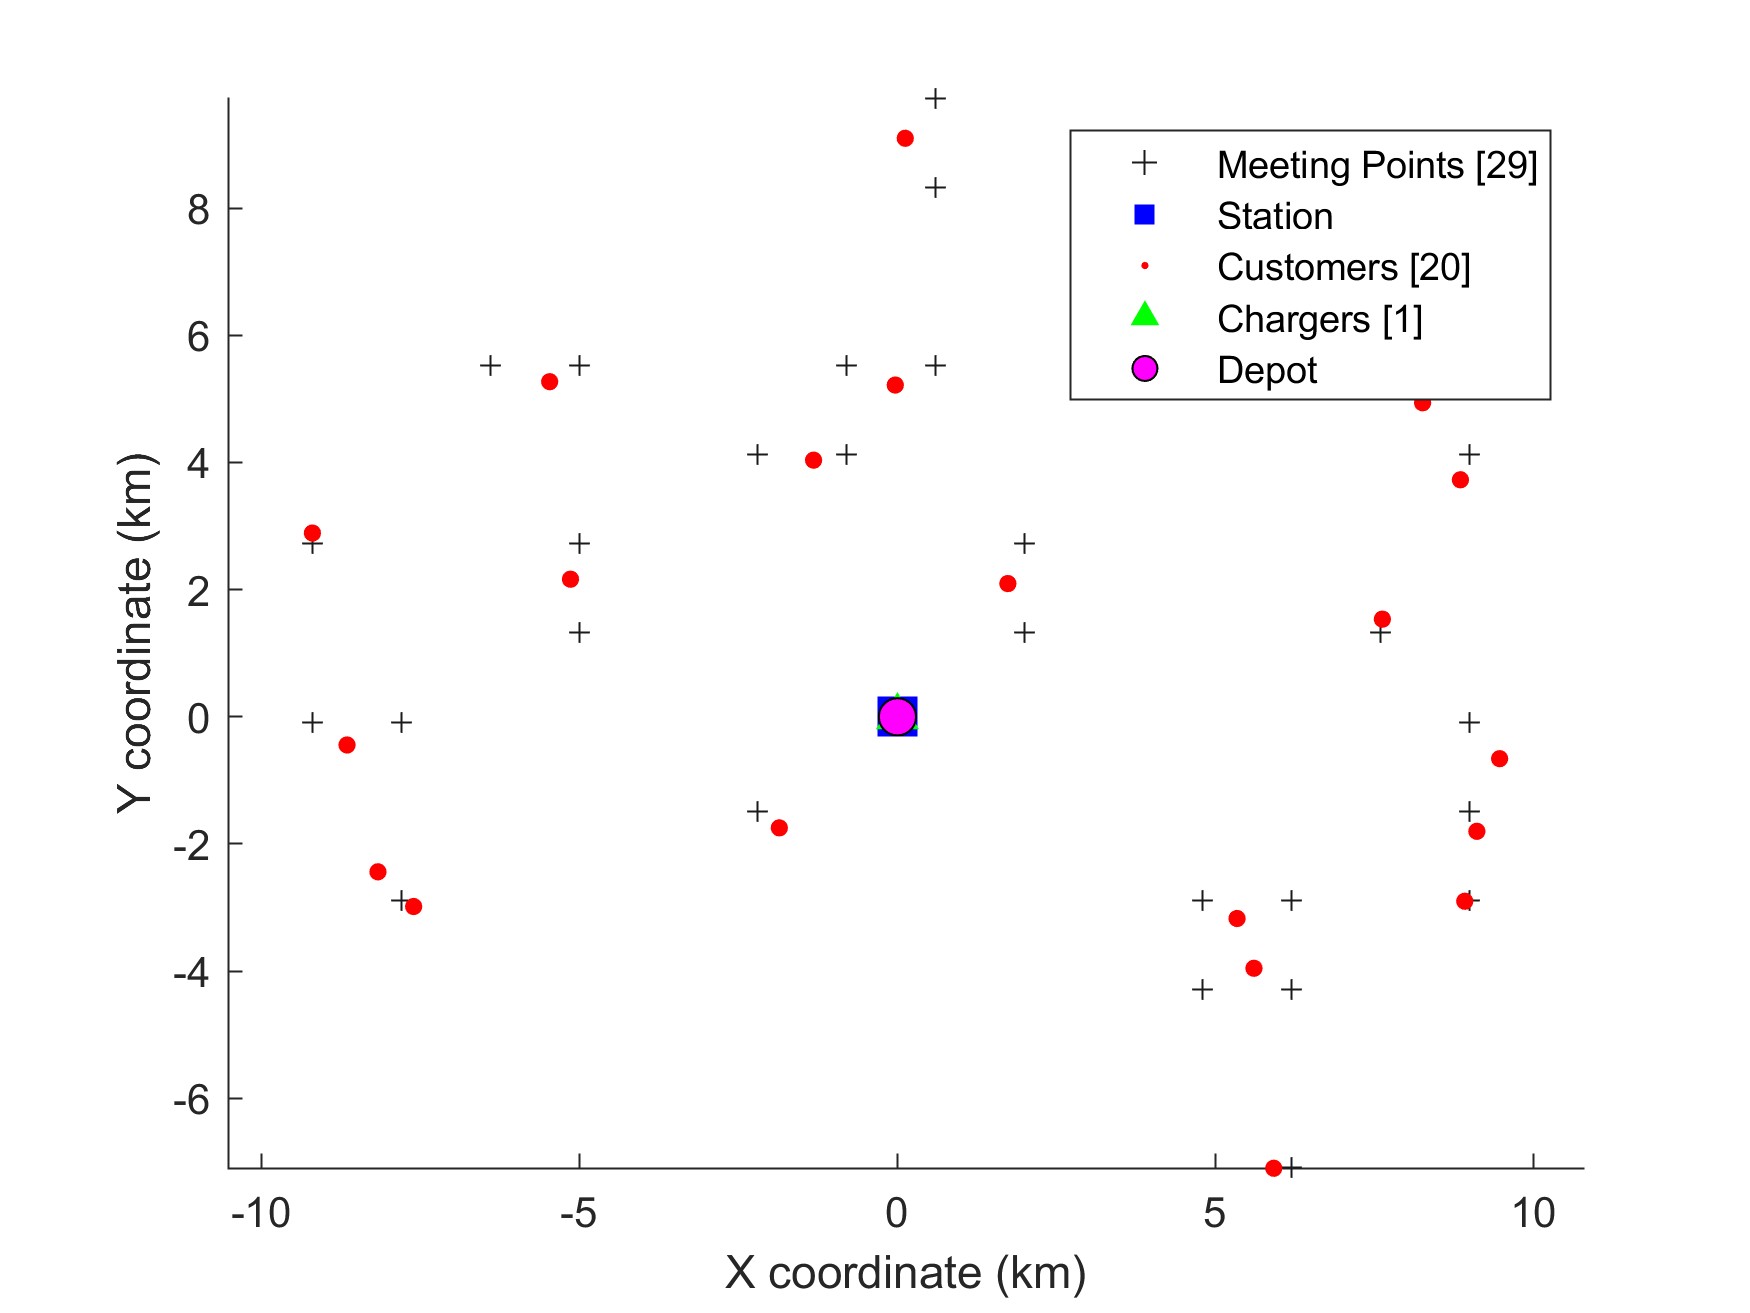 Meeting Points [29]
Station
Customers [20]
Chargers [1]
Depot
8
6
4
2
0
-2
-4
-6
Y coordinate (km)
-10 -5 0 5 10
X coordinate (km)